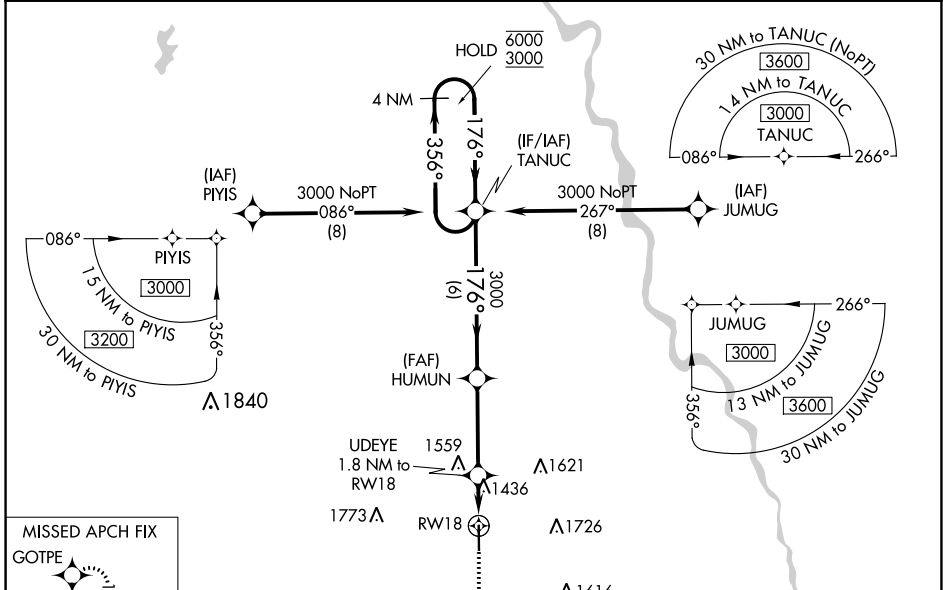 HOLD 6000
3000
4 NM
176°
356°
(IF/IAF)
TANUC
30 NM to TANUC (NoPT)
3600
14 NM to TANUC
3000
TANUC
086°
266°
(IAF)
PIYIS
3000 NoPT
086°
(8)
3000 NoPT
267°
(8)
(IAF)
JUMUG
086°
PIYIS
3000
15 NM to PIYIS
3200
30 NM to PIYIS
356°
1840
3000
176°
(6)
266°
JUMUG
3000
13 NM to JUMUG
3600
30 NM to JUMUG
356°
(FAF)
HUMUN
UDEYE
1.8 NM to
RW18
1559
1621
1436
1773
RW18
1726
1616
MISSED APCH FIX
GOTPE